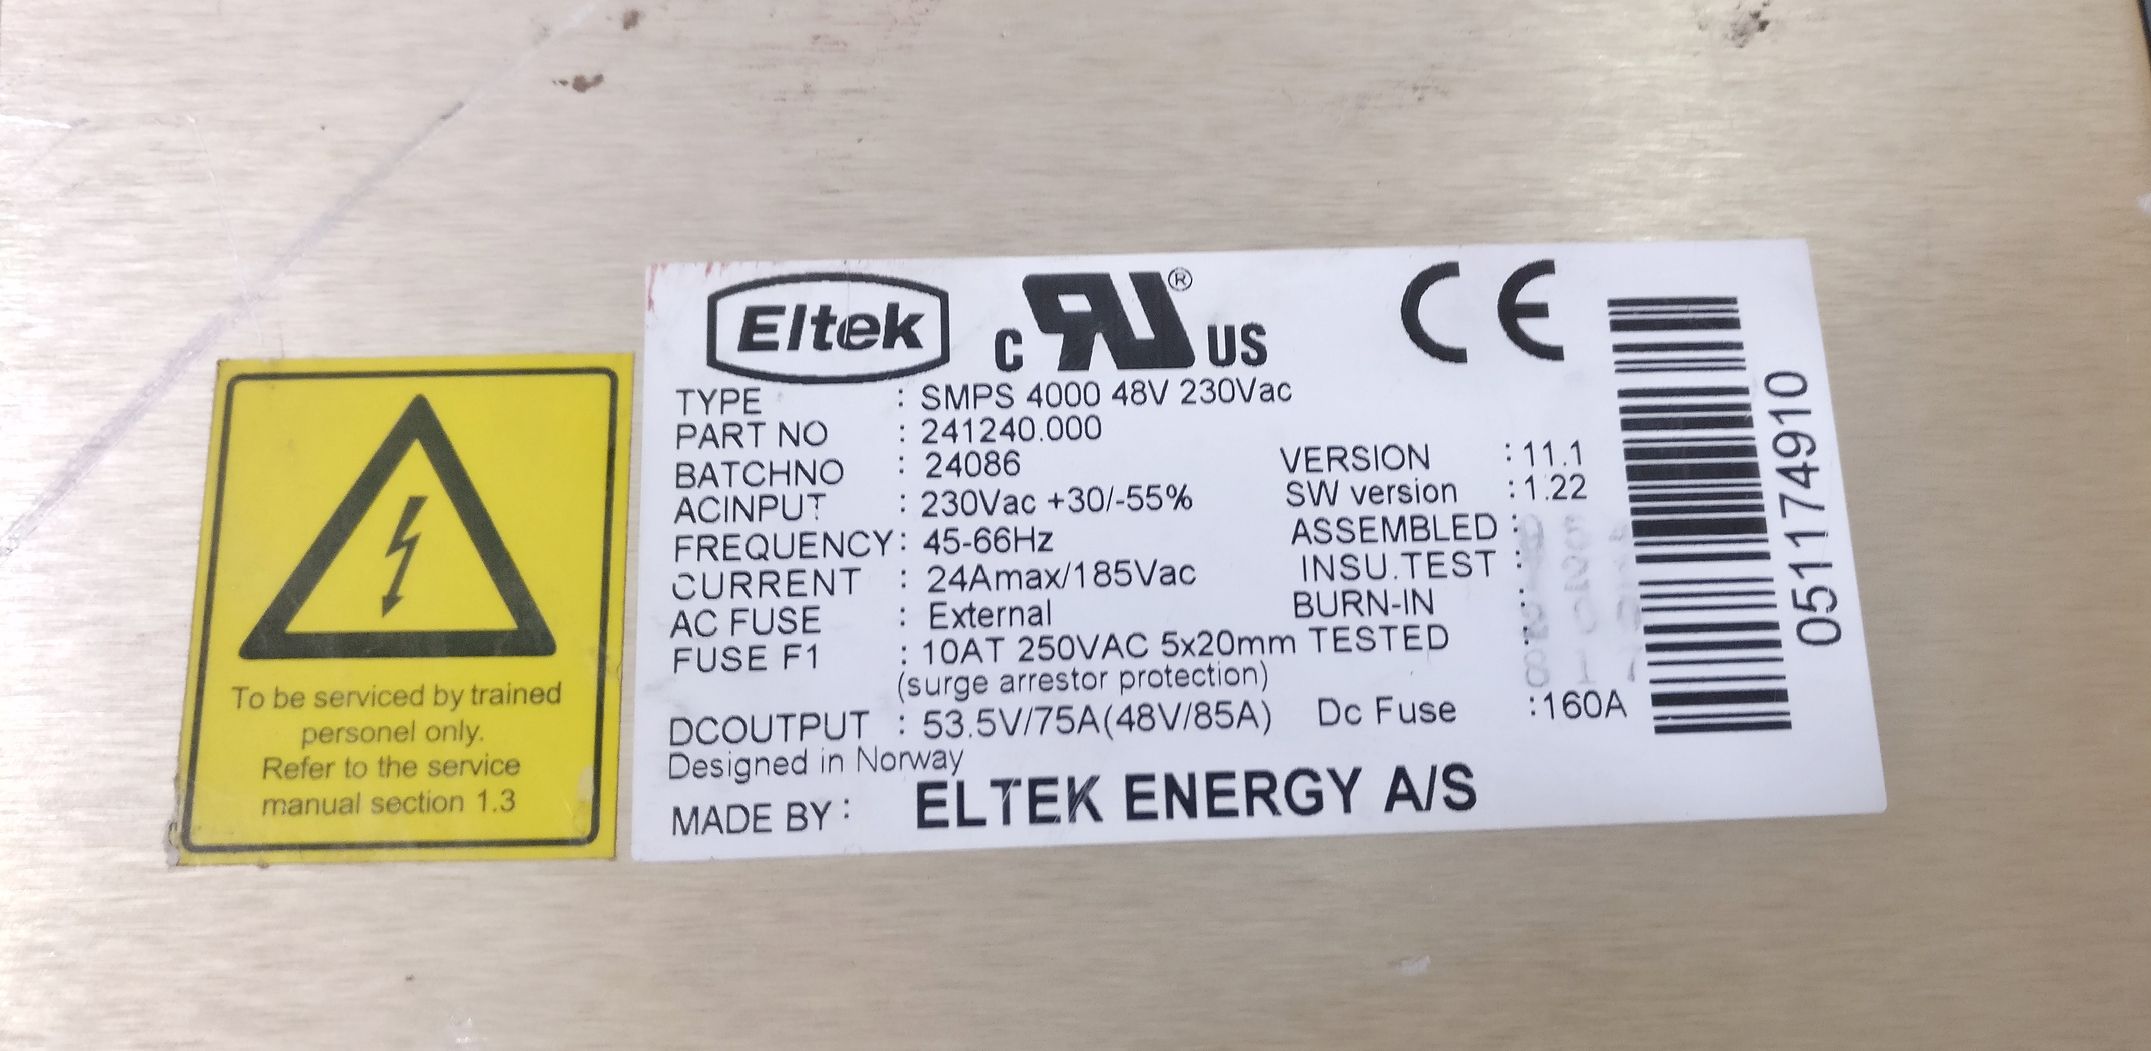 To be serviced by trained
personel only.
Refer to the service
manual section 1.3
Eltek
c RU® US
CE
TYPE : SMPS 4000 48V 230Vac
PART NO : 241240.000
BATCHNO : 24086
ACINPUT : 230Vac +30/-55%
FREQUENCY : 45-66Hz
CURRENT : 24Amax/185Vac
AC FUSE : External
FUSE F1 : 10AT 250VAC 5x20mm
(surge arrestor protection)
DCOUTPUT : 53.5V/75A(48V/85A)
Designed in Norway
MADE BY : ELTEK ENERGY A/S
VERSION : 11.1
SW version : 1.22
ASSEMBLED :
INSU.TEST :
BURN-IN :
TESTED :
Dc Fuse : 160A
051174910